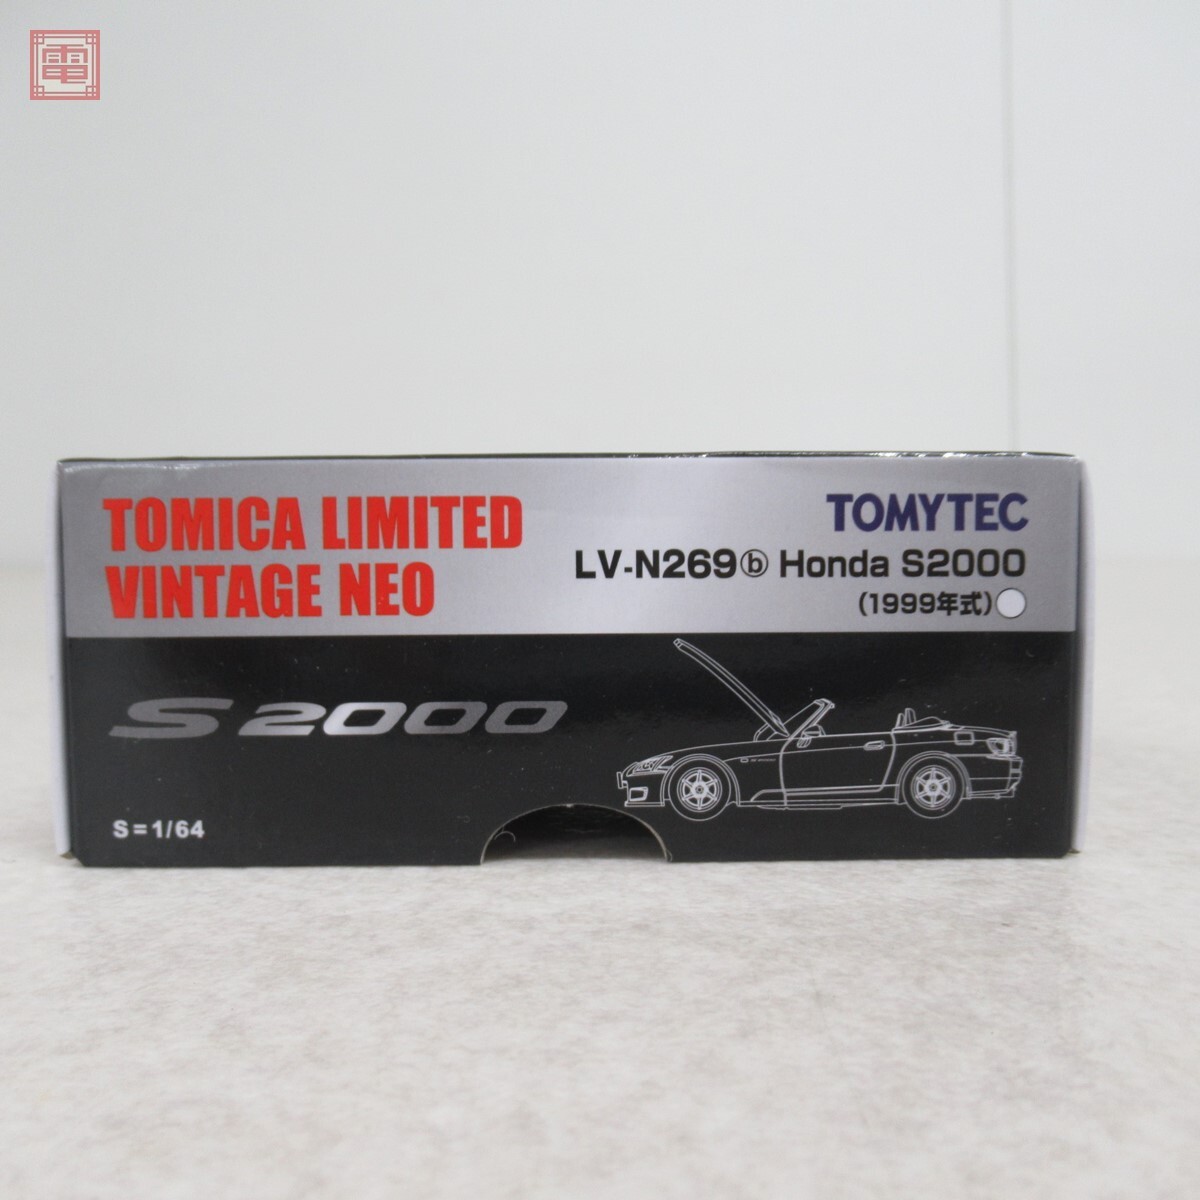 電
TOMICA LIMITED
VINTAGE NEO
TOMYTEC
LV-N269ⓑ Honda S2000
(1999年式)
S2000
S=1/64